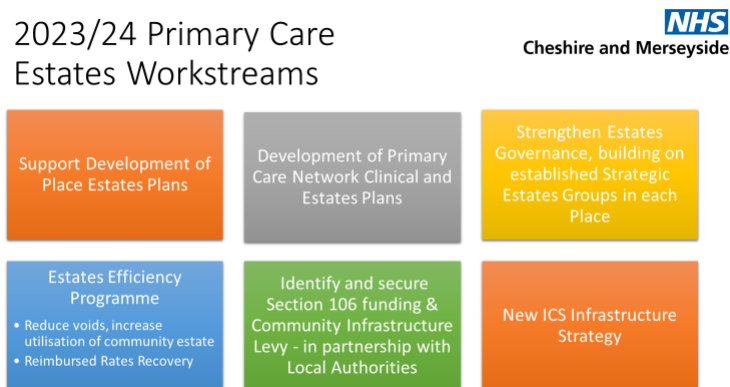 2023/24 Primary Care
Estates Workstreams
NHS
Cheshire and Merseyside
Support Development of
Place Estates Plans
Development of Primary
Care Network Clinical and
Estates Plans
Strengthen Estates
Governance, building on
established Strategic
Estates Groups in each
Place
Estates Efficiency
Programme
• Reduce voids, increase
utilisation of community estate
• Reimbursed Rates Recovery
Identify and secure
Section 106 funding &
Community Infrastructure
Levy - in partnership with
Local Authorities
New ICS Infrastructure
Strategy